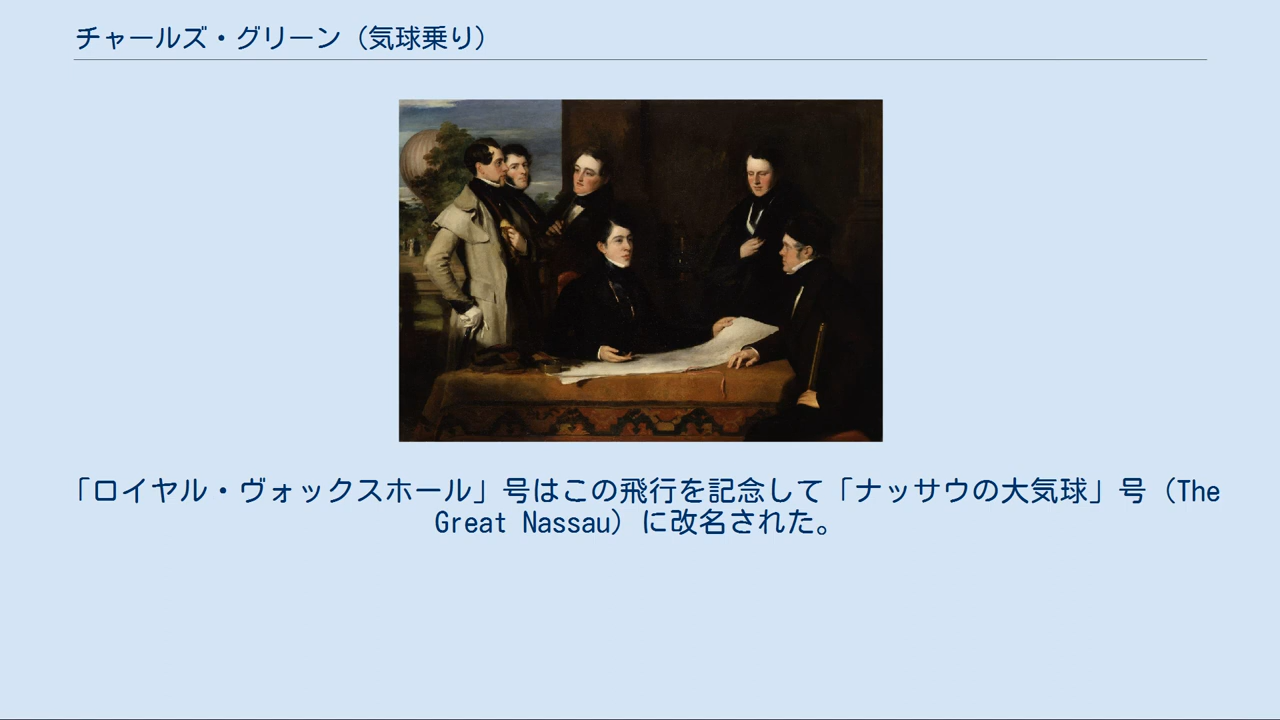 チャールズ・グリーン（気球乗り）
「ロイヤル・ヴォックスホール」号はこの飛行を記念して「ナッサウの大気球」号（The
Great Nassau）に改名された。